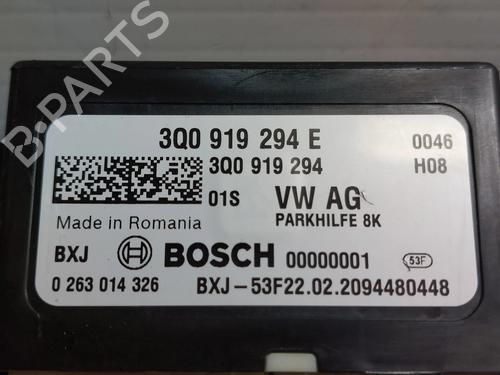 3Q0 919 294 E 0046
3Q0 919 294 H08
01S VW AG
Made in Romania PARKHILFE 8K
BXJ BOSCH 00000001 53F
0 263 014 326 BXJ-53F22.02.2094480448
B-PARTS